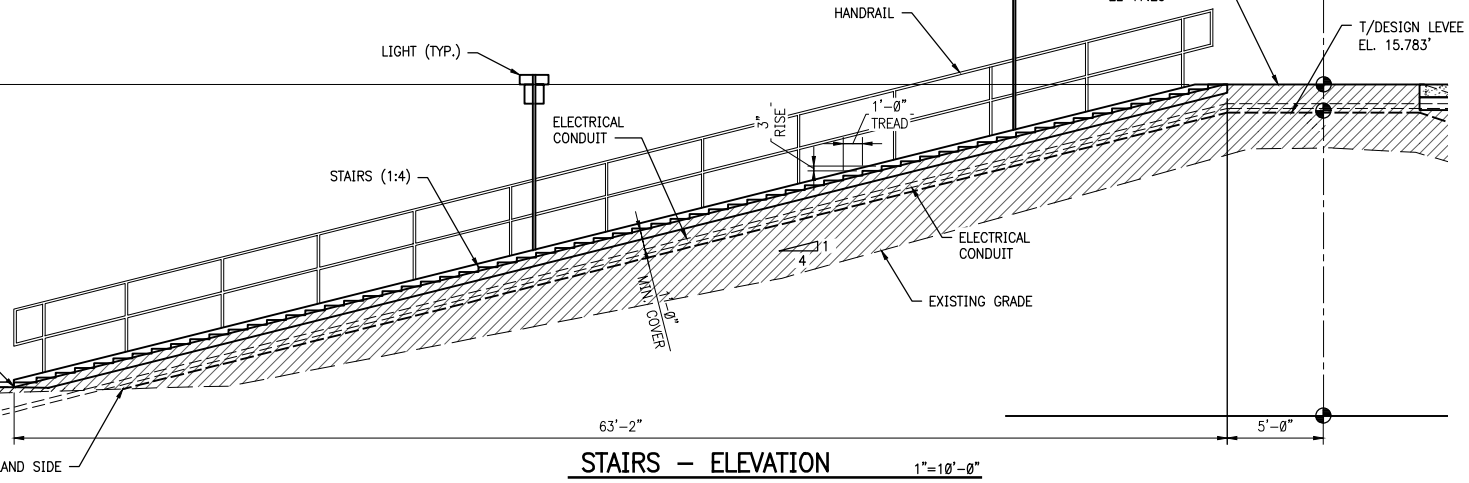 HANDRAIL
T/DESIGN LEVEE
EL. 15.783'
LIGHT (TYP.)
3"
RISE
1'-0"
TREAD
ELECTRICAL
CONDUIT
STAIRS (1:4)
1
4
ELECTRICAL
CONDUIT
1'-0"
MIN. COVER
EXISTING GRADE
63'-2"
5'-0"
AND SIDE
STAIRS - ELEVATION
1"=10'-0"